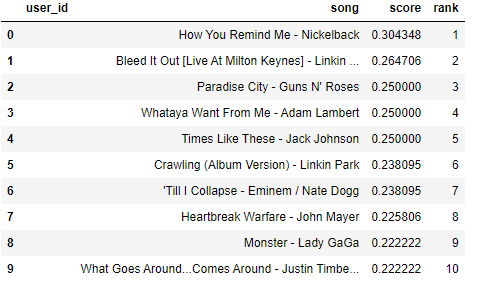 user_id song score rank
0 How You Remind Me - Nickelback 0.304348 1
1 Bleed It Out [Live At Milton Keynes] - Linkin ... 0.264706 2
2 Paradise City - Guns N' Roses 0.250000 3
3 Whataya Want From Me - Adam Lambert 0.250000 4
4 Times Like These - Jack Johnson 0.250000 5
5 Crawling (Album Version) - Linkin Park 0.238095 6
6 'Till I Collapse - Eminem / Nate Dogg 0.238095 7
7 Heartbreak Warfare - John Mayer 0.225806 8
8 Monster - Lady GaGa 0.222222 9
9 What Goes Around...Comes Around - Justin Timbe... 0.222222 10